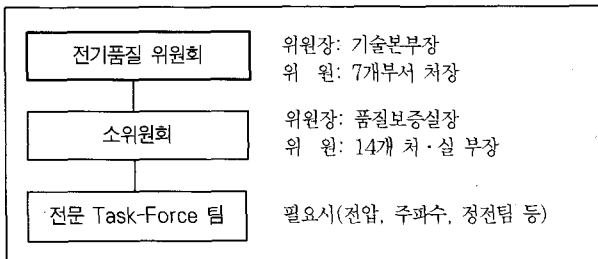 전기품질 위원회
위원장: 기술본부장
위 원: 7개부서 처장
소위원회
위원장: 품질보증실장
위 원: 14개 처·실 부장
전문 Task-Force 팀
필요시(전압, 주파수, 정전팀 등)